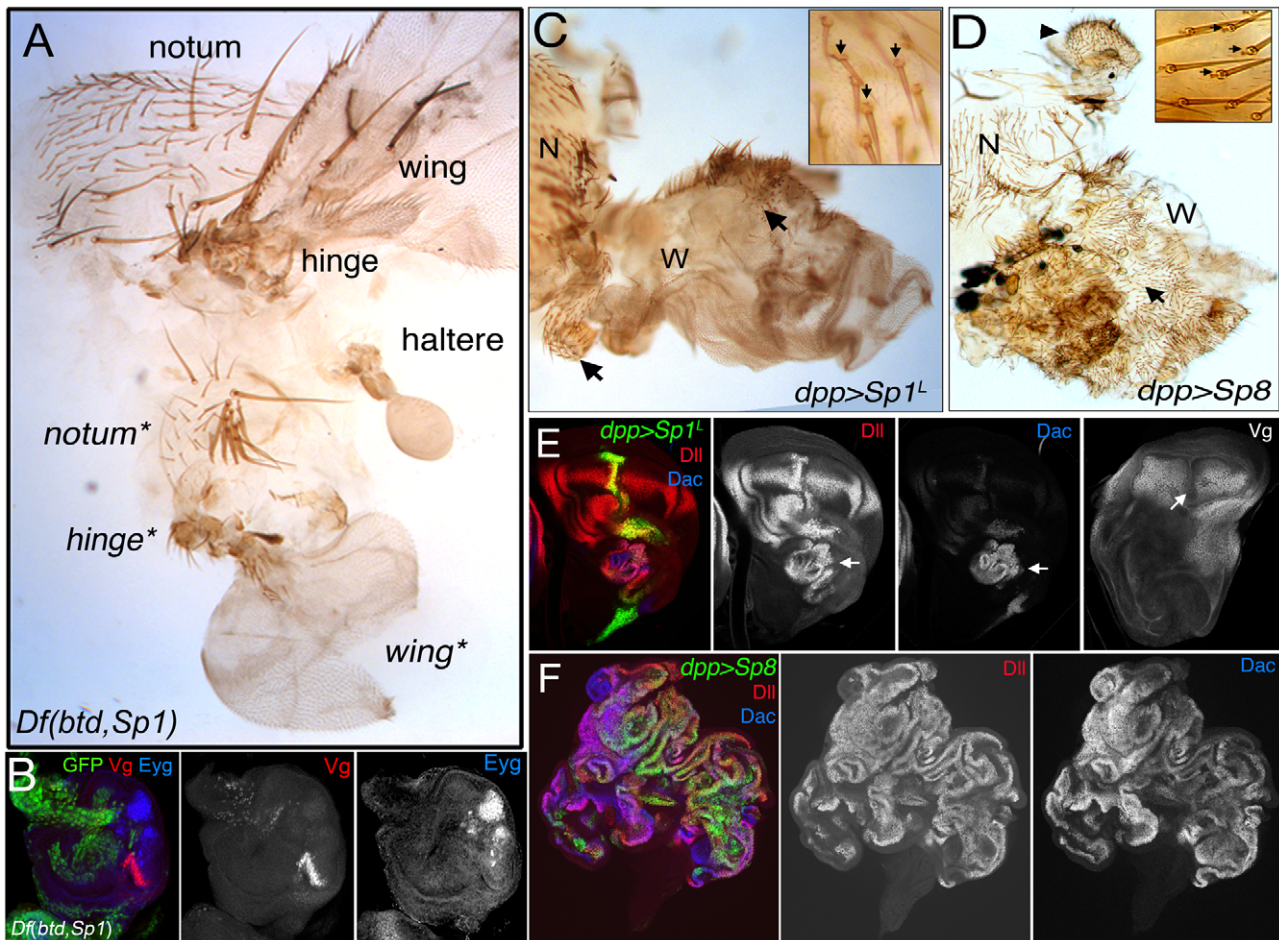 A
notum
wing
hinge
haltere
notum*
hinge*
wing*
Df(btd,Sp1)
B
GFP Vg Eyg
Vg
Eyg
Df(btd,Sp1)
C
N
W
dpp>Sp1ᴸ
D
N
W
dpp>Sp8
E
dpp>Sp1ᴸ
Dll
Dac
Dll
Dac
Vg
F
dpp>Sp8
Dll
Dac
Dll
Dac